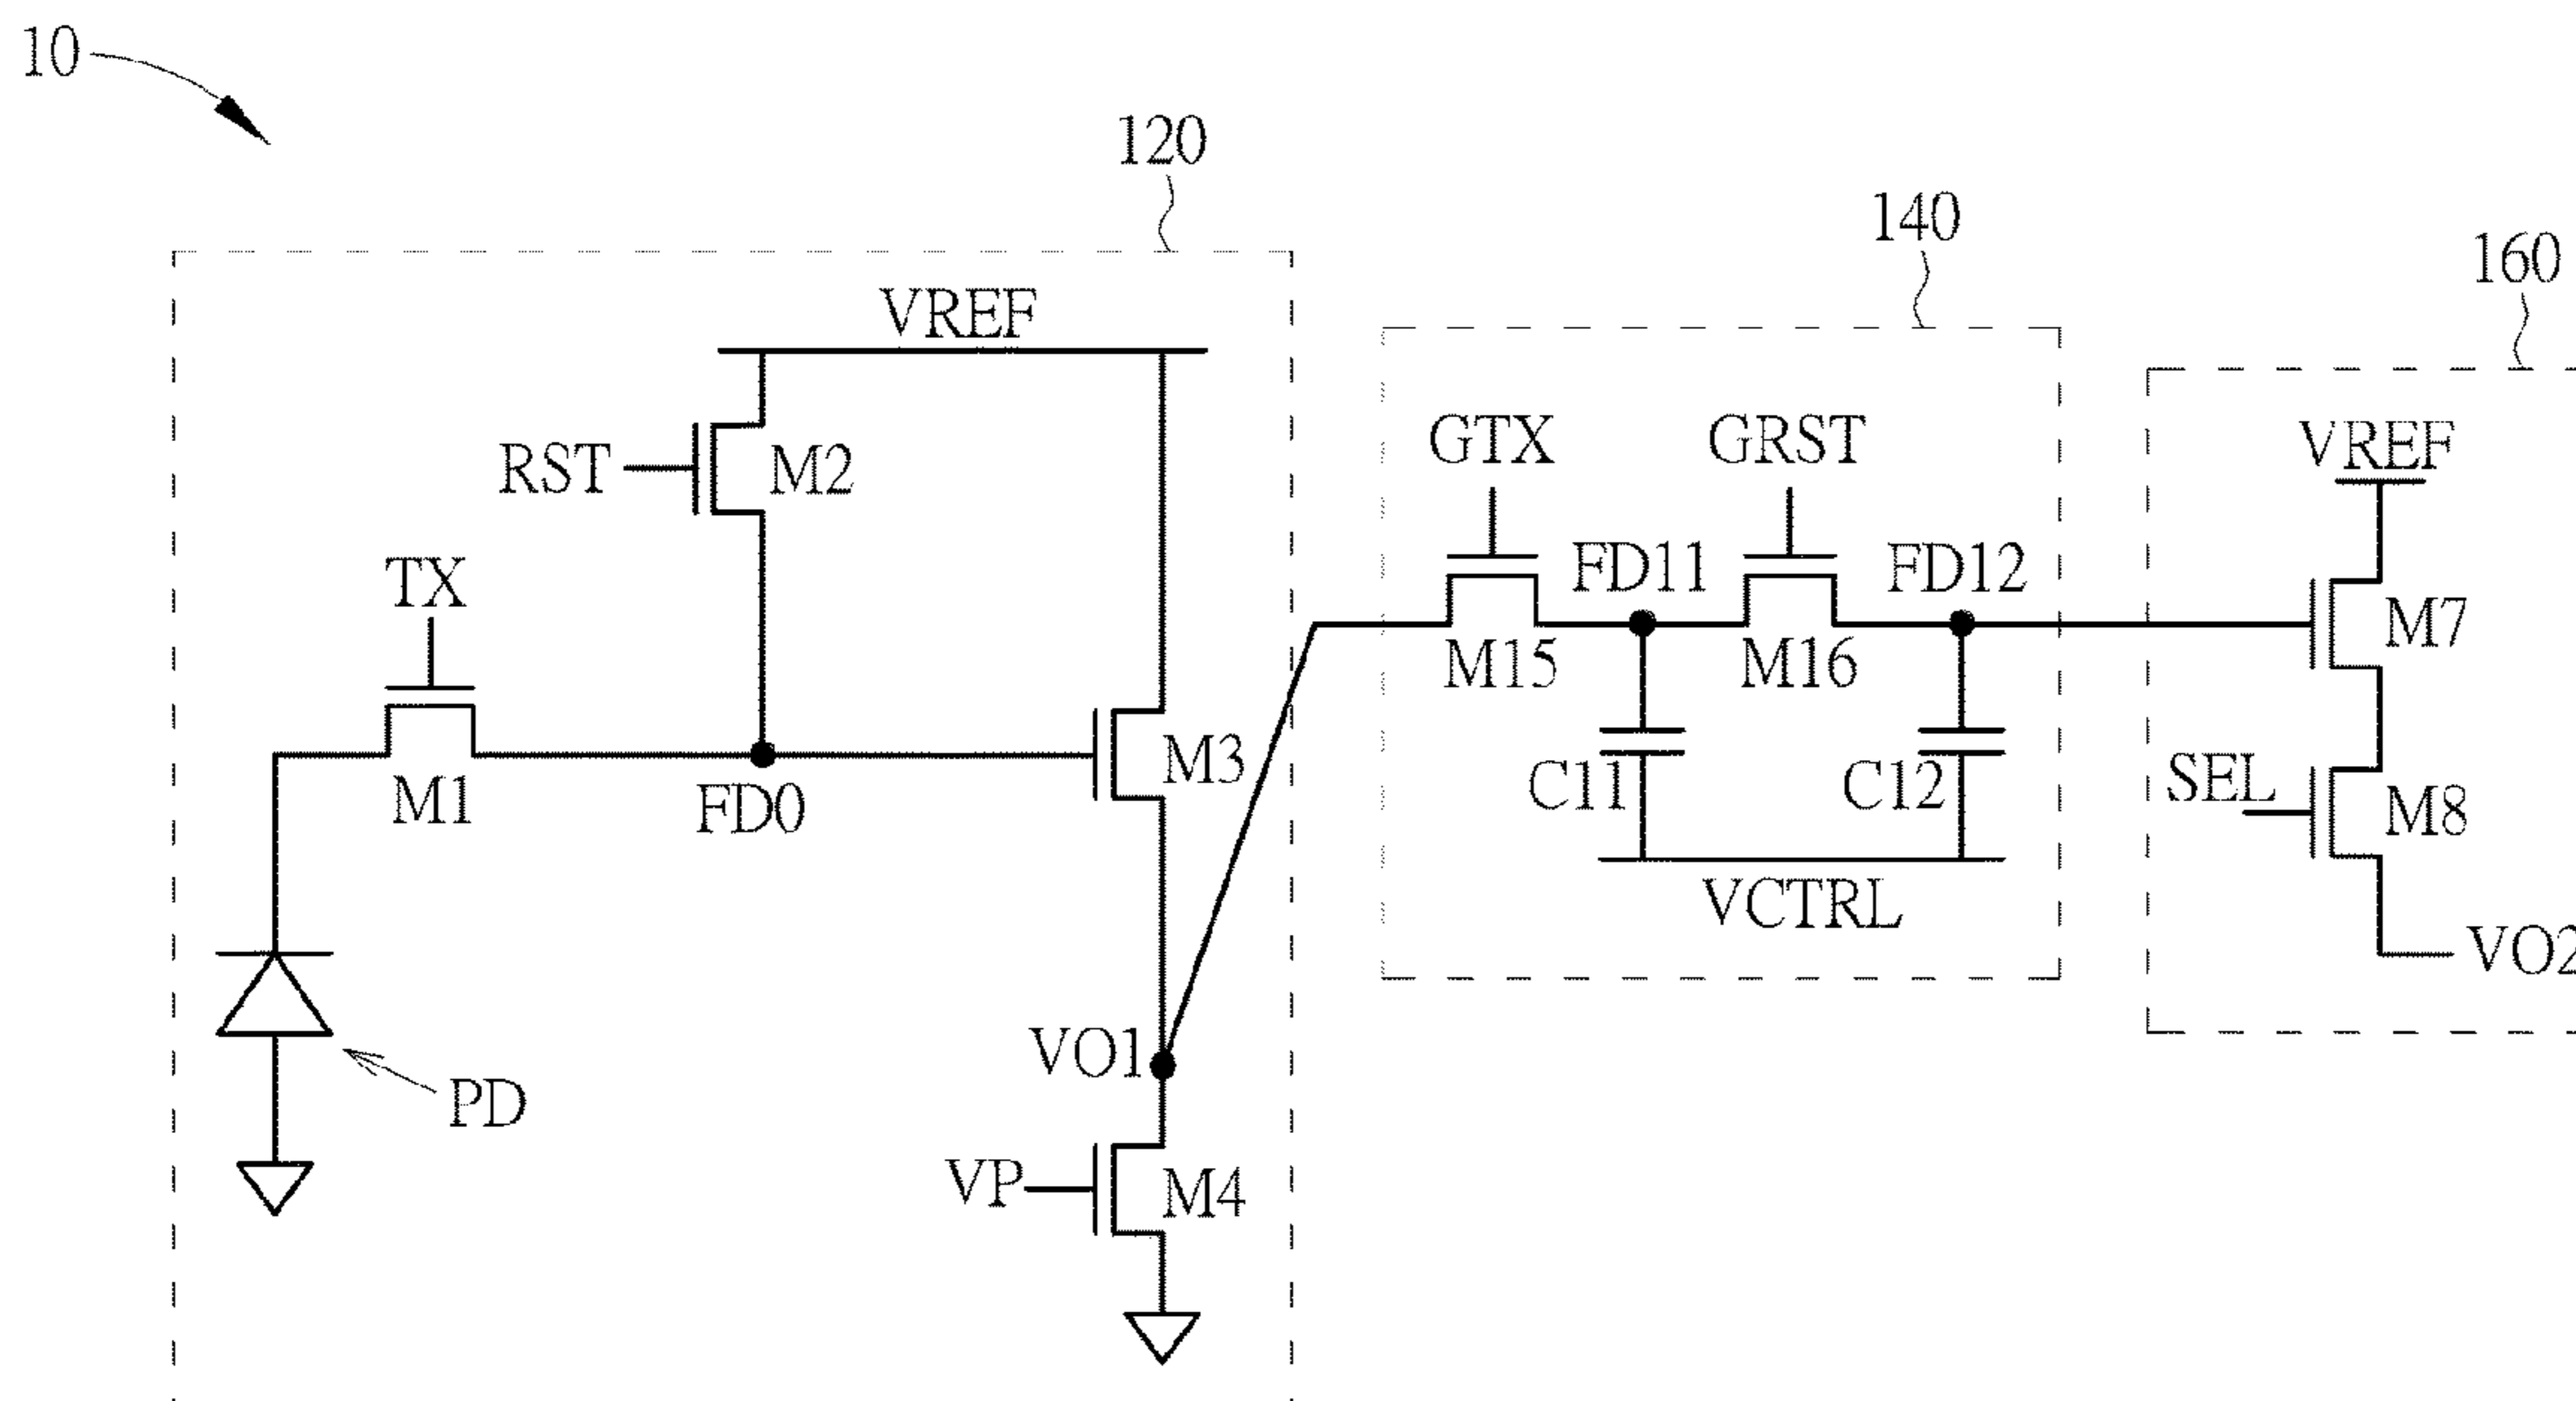 10
120
140
160
VREF
RST
M2
TX
M1
FD0
M3
VO1
PD
VP
M4
GTX
GRST
FD11
FD12
M15
M16
C11
C12
VCTRL
VREF
M7
SEL
M8
VO2